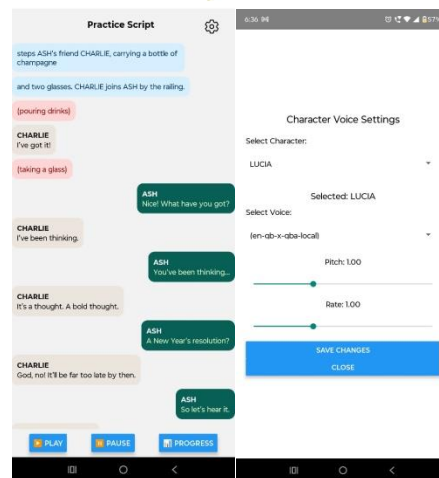 Practice Script
steps ASH's friend CHARLIE, carrying a bottle of
champagne
and two glasses. CHARLIE joins ASH by the railing.
(pouring drinks)
CHARLIE
I've got it!
(taking a glass)
ASH
Nice! What have you got?
CHARLIE
I've been thinking.
ASH
You've been thinking...
CHARLIE
It's a thought. A bold thought.
ASH
A New Year's resolution?
CHARLIE
God, no! It'll be far too late by then.
ASH
So let's hear it.
PLAY
PAUSE
PROGRESS
6:36
57%
Character Voice Settings
Select Character:
LUCIA
Selected: LUCIA
Select Voice:
(en-gb-x-gba-local)
Pitch: 1.00
Rate: 1.00
SAVE CHANGES
CLOSE